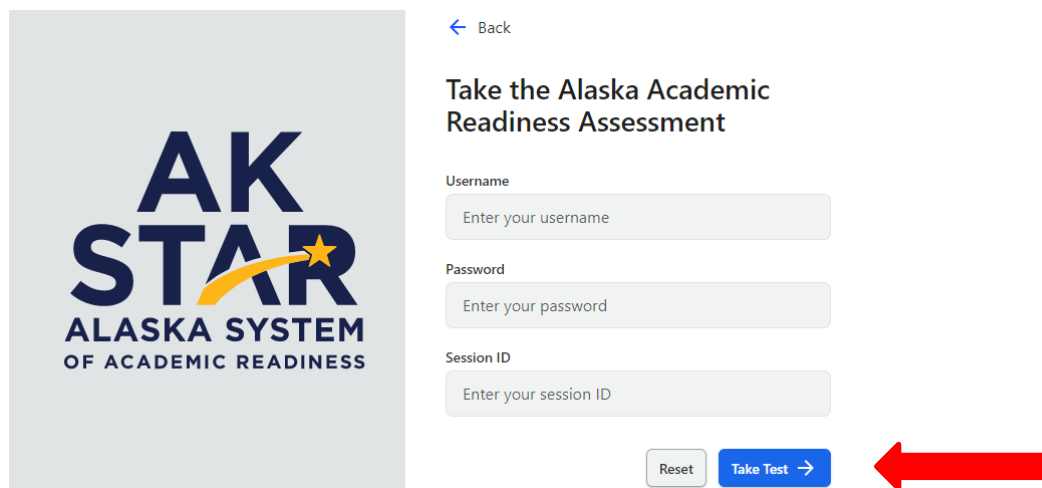 AK
STAR
ALASKA SYSTEM
OF ACADEMIC READINESS
← Back
Take the Alaska Academic
Readiness Assessment
Username
Enter your username
Password
Enter your password
Session ID
Enter your session ID
Reset
Take Test →